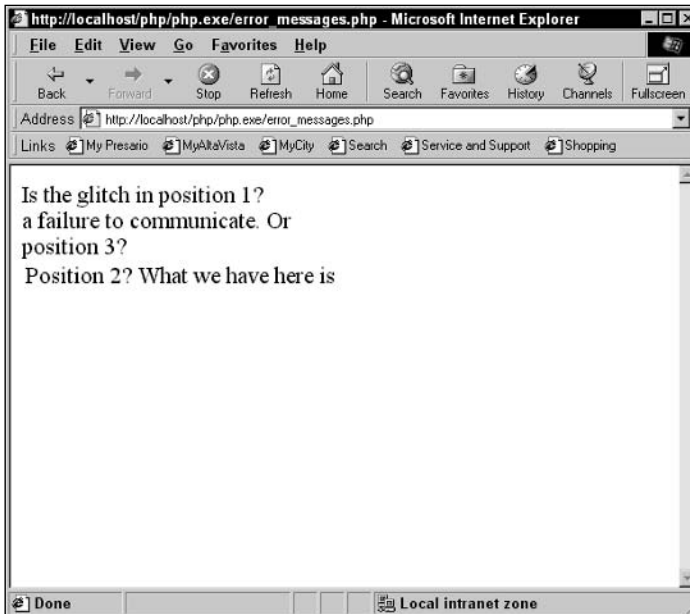 http://localhost/php/php.exe/error_messages.php - Microsoft Internet Explorer
File Edit View Go Favorites Help
Back Forward Stop Refresh Home Search Favorites History Channels Fullscreen
Address http://localhost/php/php.exe/error_messages.php
Links My Presario MyAltaVista MyCity Search Service and Support Shopping
Is the glitch in position 1?
a failure to communicate. Or
position 3?
Position 2? What we have here is
Done Local intranet zone